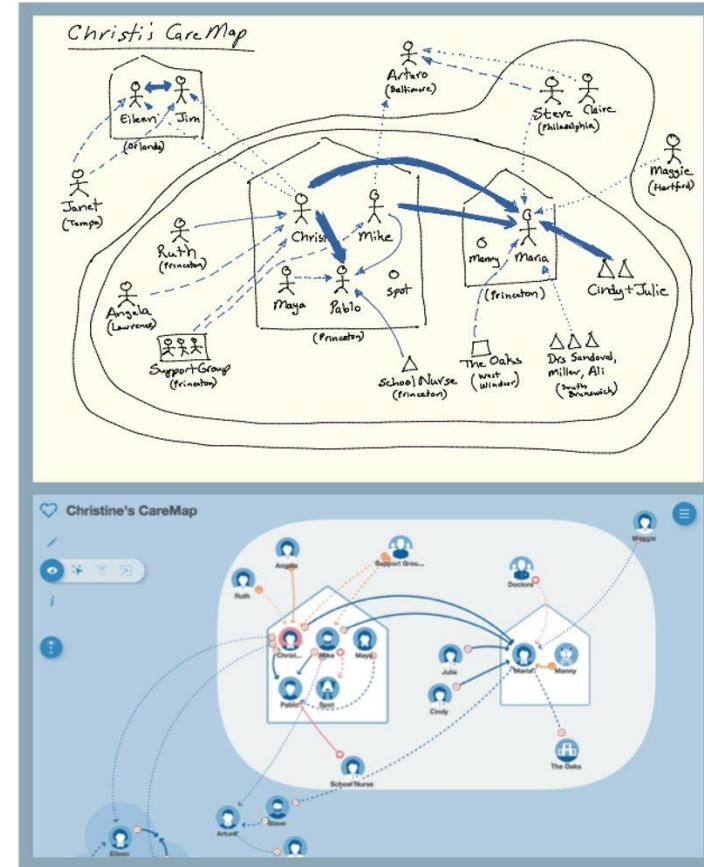 Christi's CareMap
Arturo
(Baltimore)
Steve
Claire
(Philadelphia)
Eileen
Jim
(Orlando)
Janet
(Tampa)
Maggie
(Hartford)
Ruth
(Princeton)
Christi
Mike
Manny
Maria
(Princeton)
Maya
Pablo
Spot
(Princeton)
Angela
(Lawrence)
Support Group
(Princeton)
School Nurse
(Princeton)
The Oaks
(West
Windsor)
Drs Sandoval,
Miller, Ali
(South
Brunswick)
Cindy + Julie
Christine's CareMap
Maggie
Angela
Support Grou...
Ruth
Doctors
Christ...
Mike
Maya
Pablo
Spot
Julie
Cindy
Maria
Manny
The Oaks
School Nurse
Arturo
Steve
Eileen
i